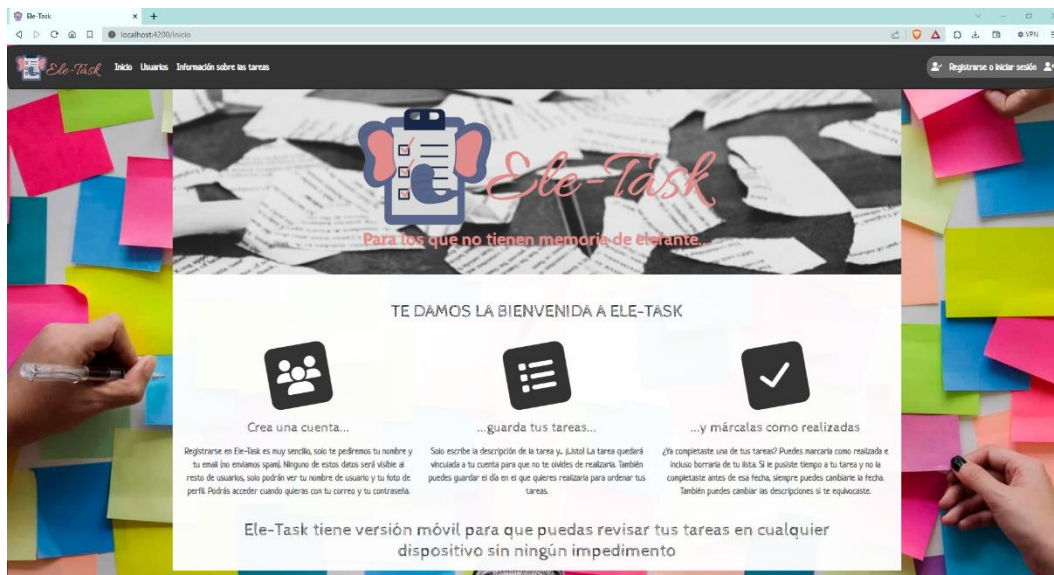 Ele-Task
localhost:4200/inicio
VPN
Ele-Task Inicio Usuarios Información sobre las tareas
Registrarse o Iniciar sesión
Ele-Task
Para los que no tienen memoria de elefante...
TE DAMOS LA BIENVENIDA A ELE-TASK
Crea una cuenta...
Registrarse en Ele-Task es muy sencillo, solo te pediremos tu nombre y
tu email (no enviamos spam). Ninguno de estos datos será visible al
resto de usuarios, solo podrán ver tu nombre de usuario y tu foto de
perfil. Podrás acceder cuando quieras con tu correo y tu contraseña.
...guarda tus tareas...
Solo escribe la descripción de la tarea y... ¡Listo! La tarea quedará
vinculada a tu cuenta para que no te olvides de realizarla. También
puedes guardar el día en el que quieres realizarla para ordenar tus
tareas.
...y márcalas como realizadas
¿Ya completaste una de tus tareas? Puedes marcarla como realizada e
incluso borrarla de tu lista. Si le pusiste tiempo a tu tarea y no la
completaste antes de esa fecha, siempre puedes cambiarle la fecha.
También puedes cambiar las descripciones si te equivocaste.
Ele-Task tiene versión móvil para que puedas revisar tus tareas en cualquier
dispositivo sin ningún impedimento